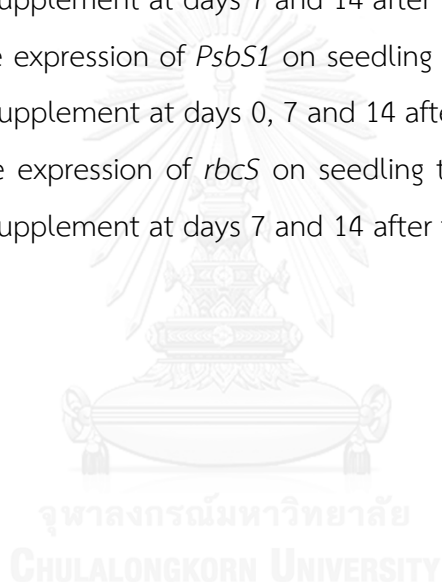 supplement at days 7 and 14 after
e expression of PsbS1 on seedling
supplement at days 0, 7 and 14 afte
e expression of rbcS on seedling t
supplement at days 7 and 14 after
จุฬาลงกรณ์มหาวิทยาลัย
CHULALONGKORN UNIVERSITY